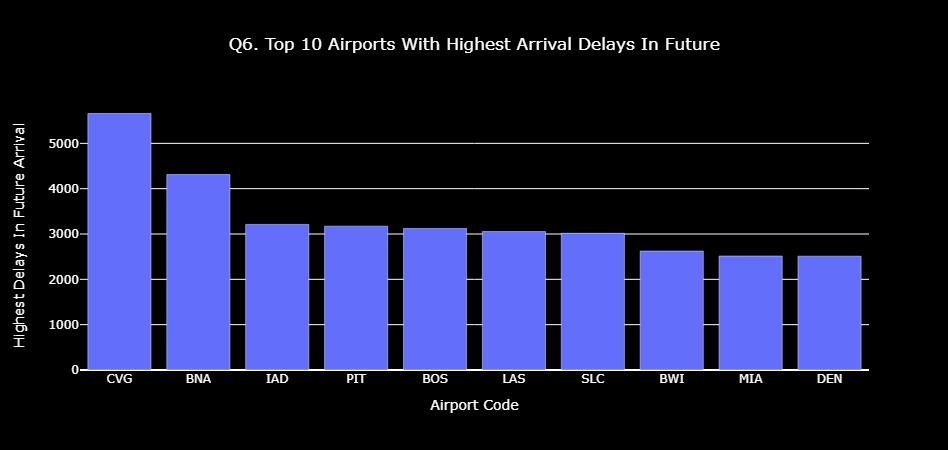 Q6. Top 10 Airports With Highest Arrival Delays In Future
Highest Delays In Future Arrival
5000
4000
3000
2000
1000
0
CVG BNA IAD PIT BOS LAS SLC BWI MIA DEN
Airport Code